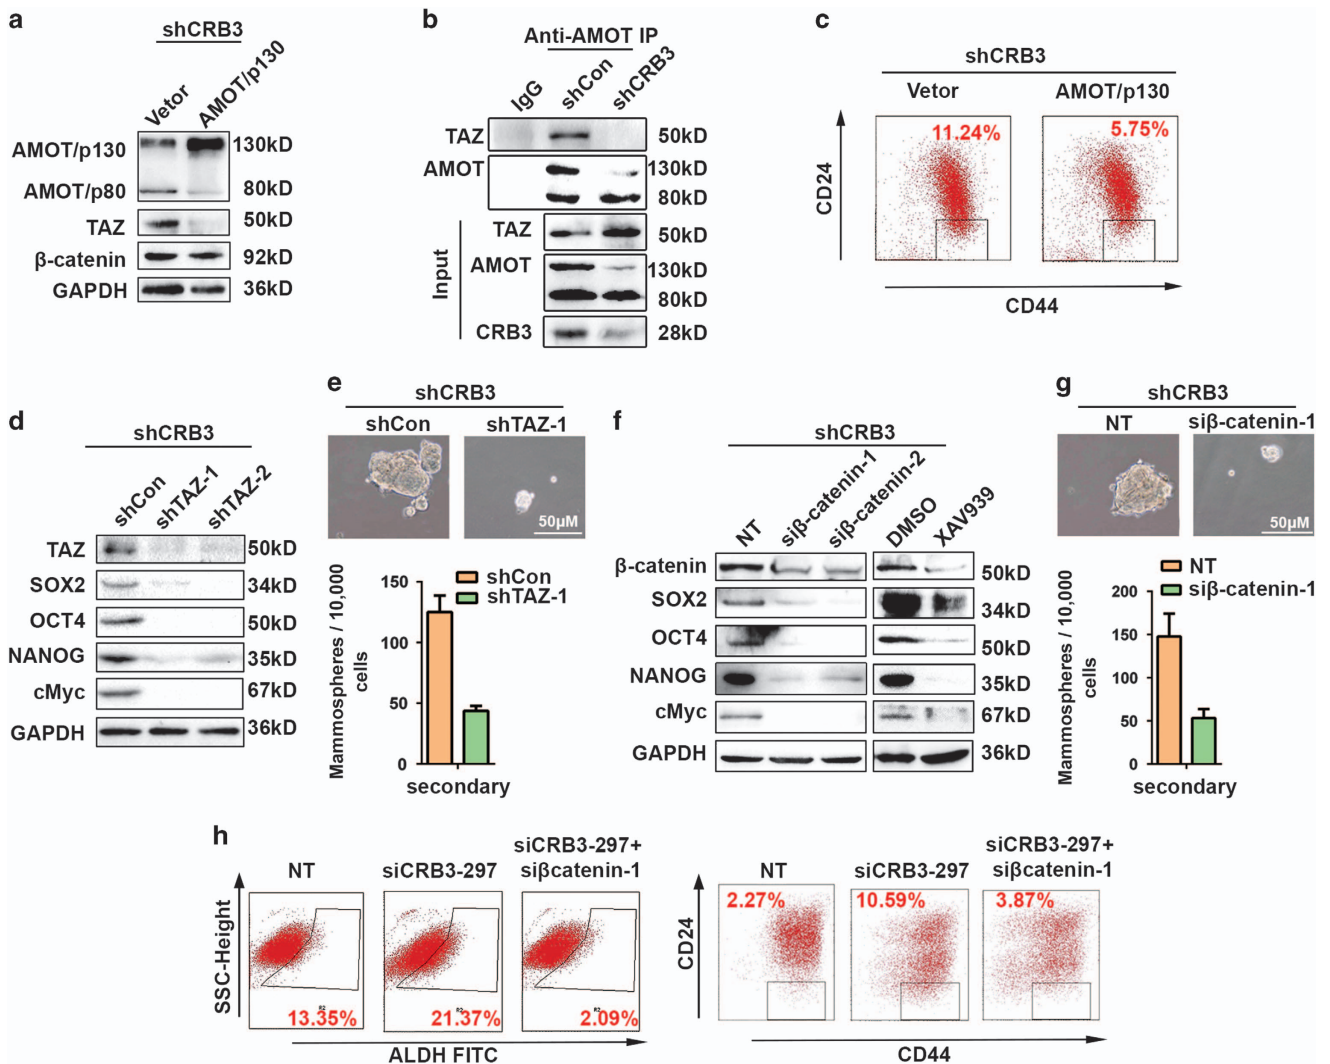 a
shCRB3
Vetor
AMOT/p130
AMOT/p130
130kD
AMOT/p80
80kD
TAZ
50kD
β-catenin
92kD
GAPDH
36kD
b
Anti-AMOT IP
IgG
shCon
shCRB3
TAZ
50kD
AMOT
130kD
80kD
Input
TAZ
50kD
AMOT
130kD
80kD
CRB3
28kD
c
shCRB3
Vetor
AMOT/p130
11.24%
5.75%
CD24
CD44
d
shCRB3
shCon
shTAZ-1
shTAZ-2
TAZ
50kD
SOX2
34kD
OCT4
50kD
NANOG
35kD
cMyc
67kD
GAPDH
36kD
e
shCRB3
shCon
shTAZ-1
50μM
shCon
shTAZ-1
Mammospheres / 10,000
cells
150
100
50
0
secondary
f
shCRB3
NT
siβ-catenin-1
siβ-catenin-2
DMSO
XAV939
β-catenin
50kD
SOX2
34kD
OCT4
50kD
NANOG
35kD
cMyc
67kD
GAPDH
36kD
g
shCRB3
NT
siβ-catenin-1
50μM
NT
siβ-catenin-1
Mammospheres / 10,000
cells
200
150
100
50
0
secondary
h
NT
siCRB3-297
siCRB3-297+
siβcatenin-1
SSC-Height
R2
13.35%
R2
21.37%
R2
2.09%
ALDH FITC
NT
siCRB3-297
siCRB3-297+
siβcatenin-1
2.27%
10.59%
3.87%
CD24
CD44